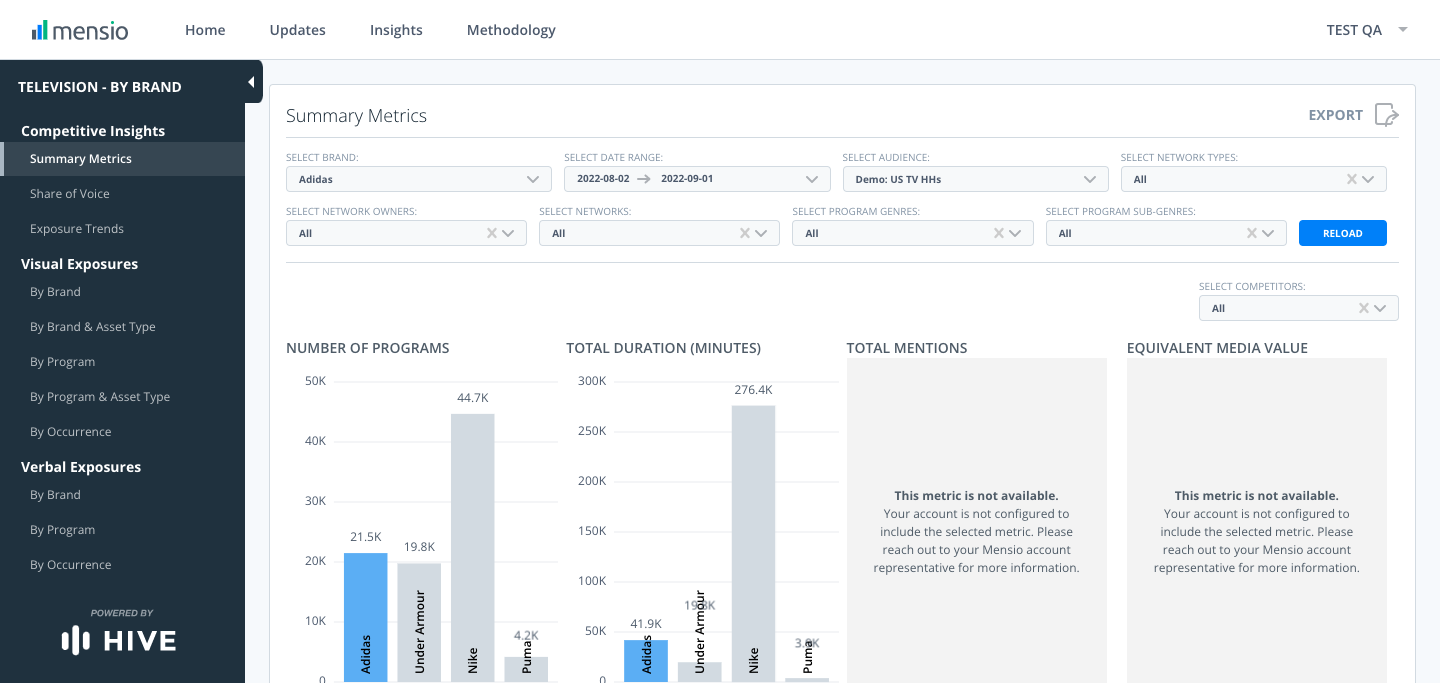 mensio
Home
Updates
Insights
Methodology
TEST QA
TELEVISION - BY BRAND
Competitive Insights
Summary Metrics
Share of Voice
Exposure Trends
Visual Exposures
By Brand
By Brand & Asset Type
By Program
By Program & Asset Type
By Occurrence
Verbal Exposures
By Brand
By Program
By Occurrence
POWERED BY
HIVE
Summary Metrics
EXPORT
SELECT BRAND:
Adidas
SELECT DATE RANGE:
2022-08-02 → 2022-09-01
SELECT AUDIENCE:
Demo: US TV HHs
SELECT NETWORK TYPES:
All
SELECT NETWORK OWNERS:
All
SELECT NETWORKS:
All
SELECT PROGRAM GENRES:
All
SELECT PROGRAM SUB-GENRES:
All
RELOAD
SELECT COMPETITORS:
All
NUMBER OF PROGRAMS
50K
40K
30K
20K
10K
0
21.5K
19.8K
44.7K
4.2K
Adidas
Under Armour
Nike
Puma
TOTAL DURATION (MINUTES)
300K
250K
200K
150K
100K
50K
0
41.9K
276.4K
Adidas
Under Armour
Nike
Puma
TOTAL MENTIONS
This metric is not available.
Your account is not configured to
include the selected metric. Please
reach out to your Mensio account
representative for more information.
EQUIVALENT MEDIA VALUE
This metric is not available.
Your account is not configured to
include the selected metric. Please
reach out to your Mensio account
representative for more information.